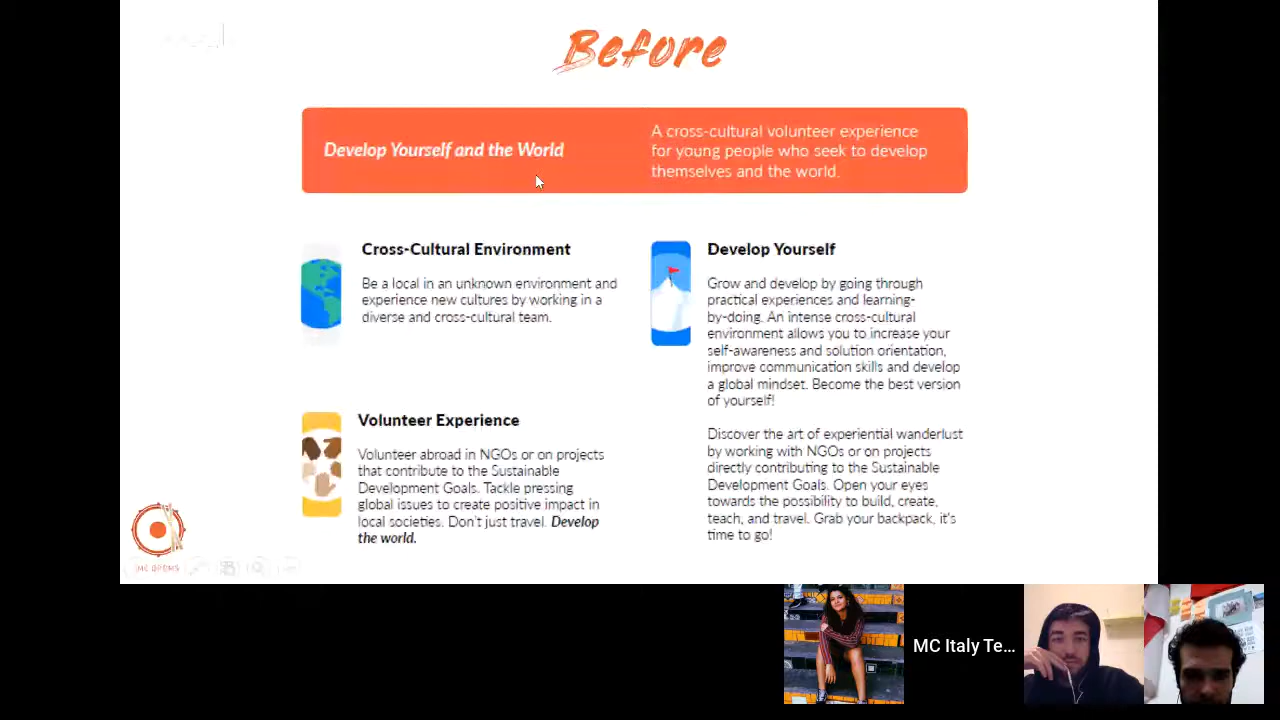 Before
Develop Yourself and the World
A cross-cultural volunteer experience
for young people who seek to develop
themselves and the world.
Cross-Cultural Environment
Be a local in an unknown environment and
experience new cultures by working in a
diverse and cross-cultural team.
Develop Yourself
Grow and develop by going through
practical experiences and learning-
by-doing. An intense cross-cultural
environment allows you to increase your
self-awareness and solution orientation,
improve communication skills and develop
a global mindset. Become the best version
of yourself!
Discover the art of experiential wanderlust
by working with NGOs or on projects
directly contributing to the Sustainable
Development Goals. Open your eyes
towards the possibility to build, create,
teach, and travel. Grab your backpack, it's
time to go!
Volunteer Experience
Volunteer abroad in NGOs or on projects
that contribute to the Sustainable
Development Goals. Tackle pressing
global issues to create positive impact in
local societies. Don't just travel. Develop
the world.
MC Italy Te...